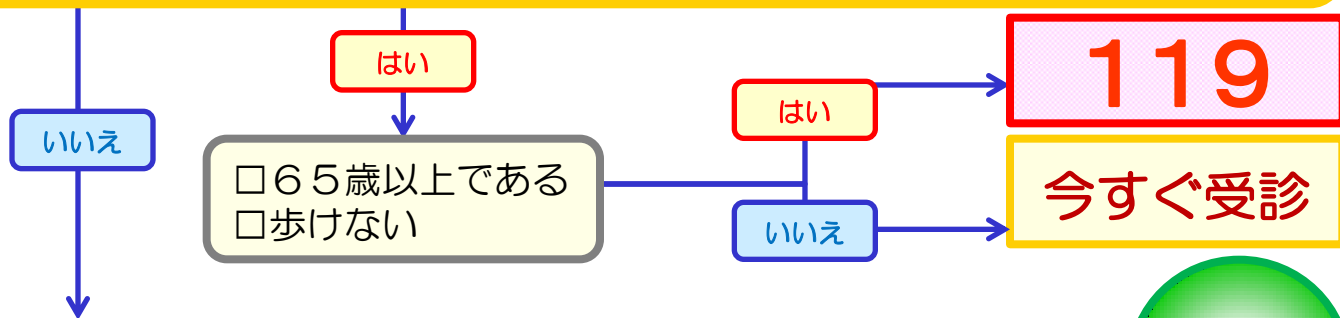 はい
１１９
はい
いいえ
□６５歳以上である
□歩けない
今すぐ受診
いいえ